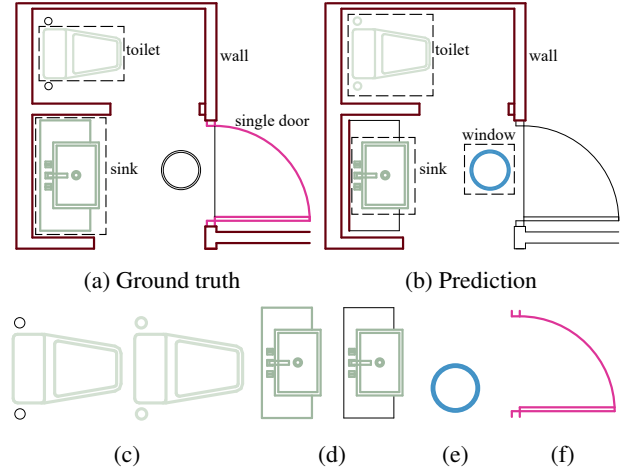 toilet
wall
single door
sink
toilet
wall
window
sink
(a) Ground truth
(b) Prediction
(c)
(d)
(e)
(f)